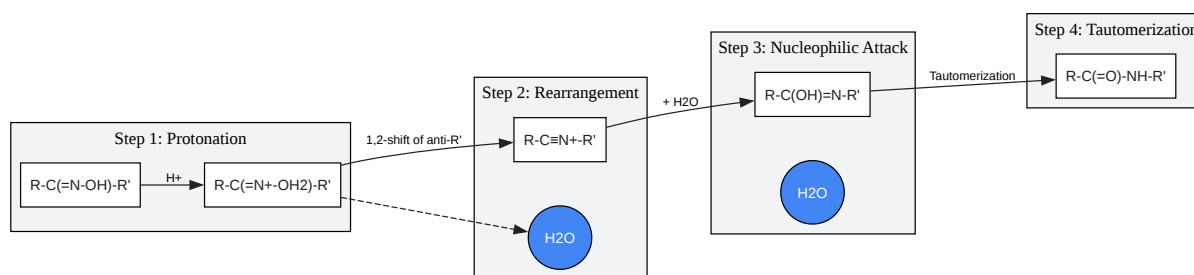 Step 1: Protonation
R-C(=N-OH)-R'
H+
R-C(=N+-OH2)-R'
1,2-shift of anti-R'
Step 2: Rearrangement
R-C≡N+-R'
H2O
+ H2O
Step 3: Nucleophilic Attack
R-C(OH)=N-R'
H2O
Tautomerization
Step 4: Tautomerization
R-C(=O)-NH-R'